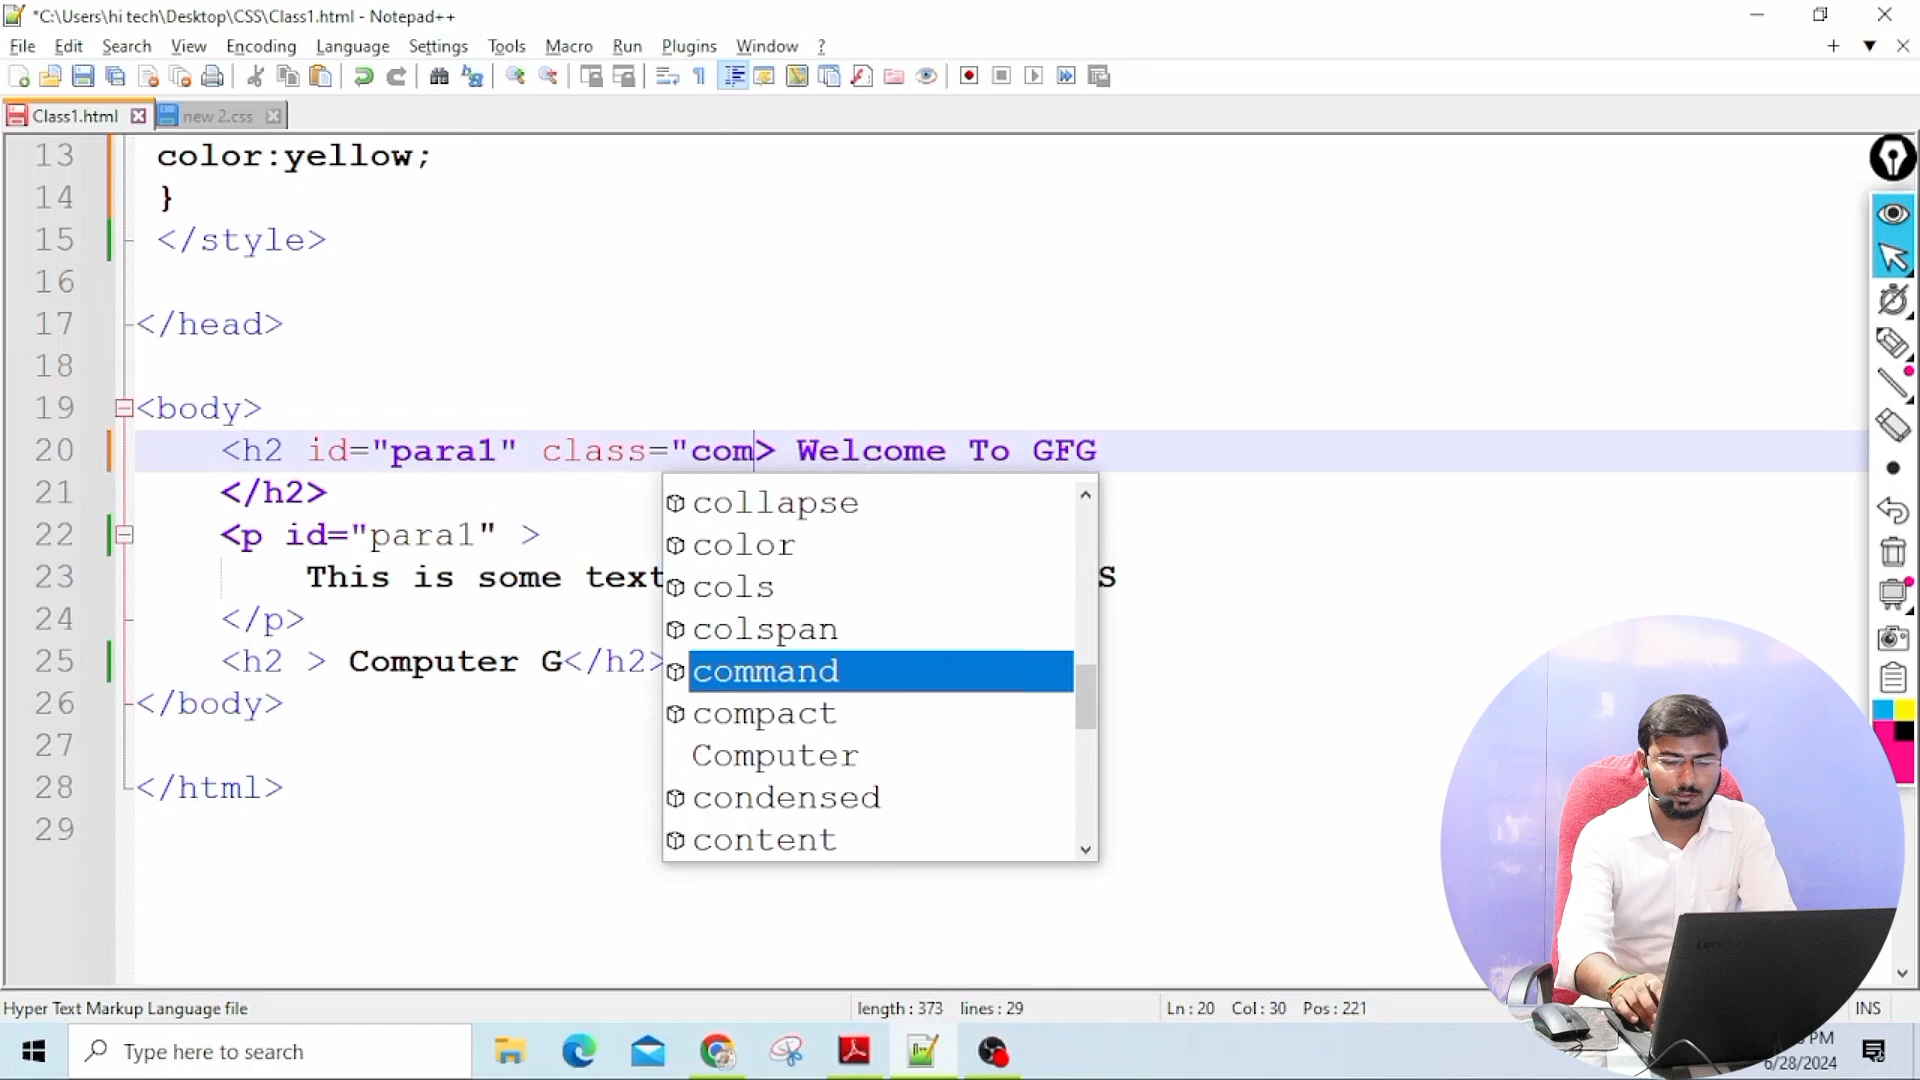 *C:\Users\hi tech\Desktop\CSS\Class1.html - Notepad++
File Edit Search View Encoding Language Settings Tools Macro Run Plugins Window ?
Class1.html new 2.css
13 color:yellow;
14 }
15 </style>
16
17 </head>
18
19 <body>
20 <h2 id="para1" class="com> Welcome To GFG
21 </h2>
22 <p id="para1" >
23 This is some text S
24 </p>
25 <h2 > Computer G</h2>
26 </body>
27
28 </html>
29
collapse
color
cols
colspan
command
compact
Computer
condensed
content
Hyper Text Markup Language file length : 373 lines : 29 Ln : 20 Col : 30 Pos : 221 INS
Type here to search
PM
6/28/2024